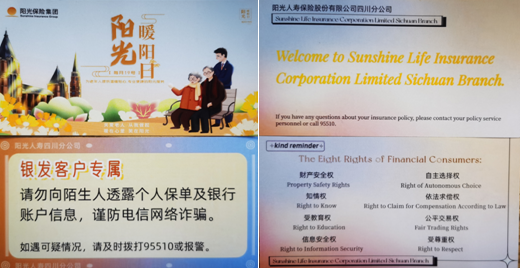 阳光保险集团
Sunshine Insurance Group
阳光
暖阳日
阳光人寿四川分公司
银发客户专属
请勿向陌生人透露个人保单及银行
账户信息，谨防电信网络诈骗。
如遇可疑情况，请及时拨打95510或报警。
阳光人寿保险股份有限公司四川分公司
Sunshine Life Insurance Corporation Limited Sichuan Branch
Welcome to Sunshine Life Insurance
Corporation Limited Sichuan Branch.
If you have any questions about your insurance policy, please contact your policy service
personnel or call 95510.
kind reminder
The Eight Rights of Financial Consumers:
财产安全权 自主选择权
Property Safety Rights Right of Autonomous Choice
知情权 依法求偿权
Right to Know Right to Claim for Compensation According to Law
受教育权 公平交易权
Right to Education Fair Trading Rights
信息安全权 受尊重权
Right to Information Security Right to Respect
Sunshine Life Insurance Corporation Limited Sichuan Branch